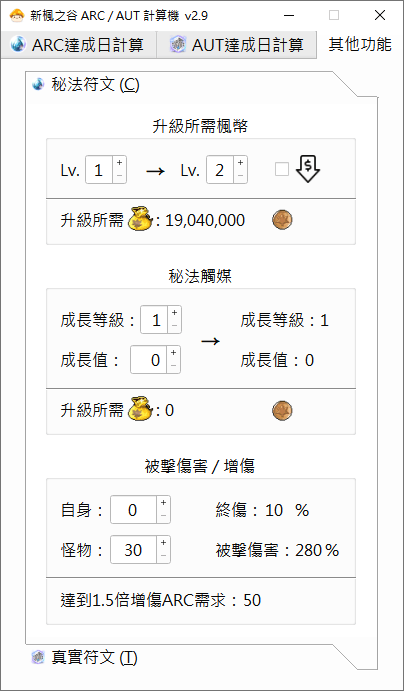 新楓之谷 ARC / AUT 計算機 v2.9
ARC達成日計算 AUT達成日計算 其他功能
秘法符文 (C)
升級所需楓幣
Lv. 1 → Lv. 2 $
升級所需 : 19,040,000
秘法觸媒
成長等級 : 1 → 成長等級 : 1
成長值 : 0 成長值 : 0
升級所需 : 0
被擊傷害 / 增傷
自身 : 0 終傷 : 10 %
怪物 : 30 被擊傷害 : 280 %
達到1.5倍增傷ARC需求 : 50
真實符文 (T)